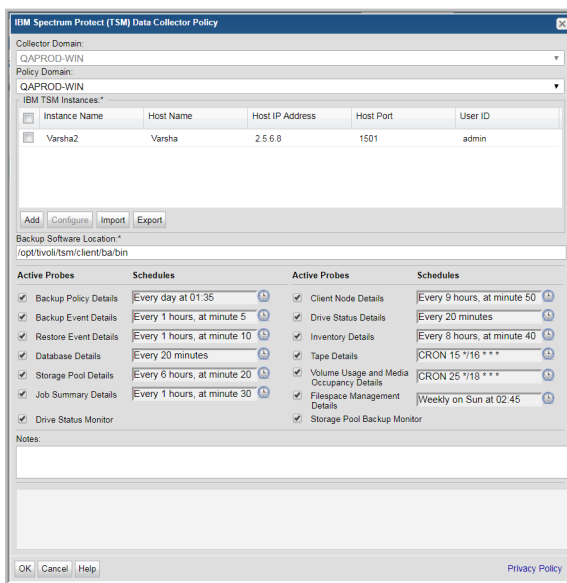 IBM Spectrum Protect (TSM) Data Collector Policy
Collector Domain:
QAPROD-WIN
Policy Domain:
QAPROD-WIN
IBM TSM Instances:*
Instance Name Host Name Host IP Address Host Port User ID
Varsha2 Varsha 2.5.6.8 1501 admin
Add Configure Import Export
Backup Software Location:*
/opt/tivoli/tsm/client/ba/bin
Active Probes Schedules Active Probes Schedules
Backup Policy Details Every day at 01:35 Client Node Details Every 9 hours, at minute 50
Backup Event Details Every 1 hours, at minute 5 Drive Status Details Every 20 minutes
Restore Event Details Every 1 hours, at minute 10 Inventory Details Every 8 hours, at minute 40
Database Details Every 20 minutes Tape Details CRON 15 */16 * * *
Storage Pool Details Every 6 hours, at minute 20 Volume Usage and Media Occupancy Details CRON 25 */18 * * *
Job Summary Details Every 1 hours, at minute 30 Filespace Management Details Weekly on Sun at 02:45
Drive Status Monitor Storage Pool Backup Monitor
Notes:
OK Cancel Help Privacy Policy